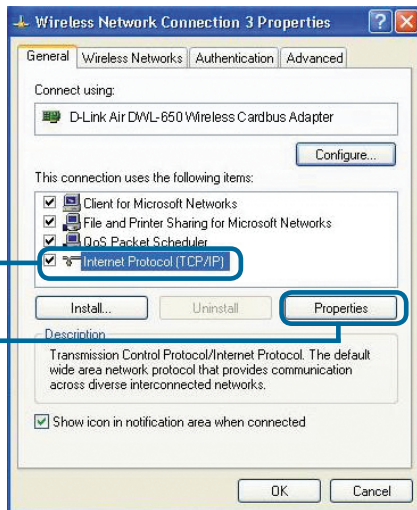 Wireless Network Connection 3 Properties
General Wireless Networks Authentication Advanced
Connect using:
D-Link Air DWL-650 Wireless Cardbus Adapter
Configure...
This connection uses the following items:
Client for Microsoft Networks
File and Printer Sharing for Microsoft Networks
QoS Packet Scheduler
Internet Protocol (TCP/IP)
Install... Uninstall Properties
Description
Transmission Control Protocol/Internet Protocol. The default
wide area network protocol that provides communication
across diverse interconnected networks.
Show icon in notification area when connected
OK Cancel